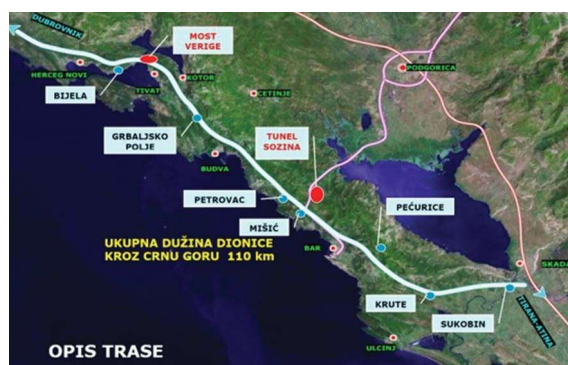 DUBROVNIK
MOST
VERIGE
HERCEG NOVI
BIJELA
TIVAT
KOTOR
PODGORICA
CETINJE
GRBALJSKO
POLJE
TUNEL
SOZINA
BUDVA
PETROVAC
PEĆURICE
MIŠIĆ
UKUPNA DUŽINA DIONICE
KROZ CRNU GORU 110 km
BAR
SKADA
KRUTE
SUKOBIN
TIRANA-ATINA
OPIS TRASE
ULCINJ